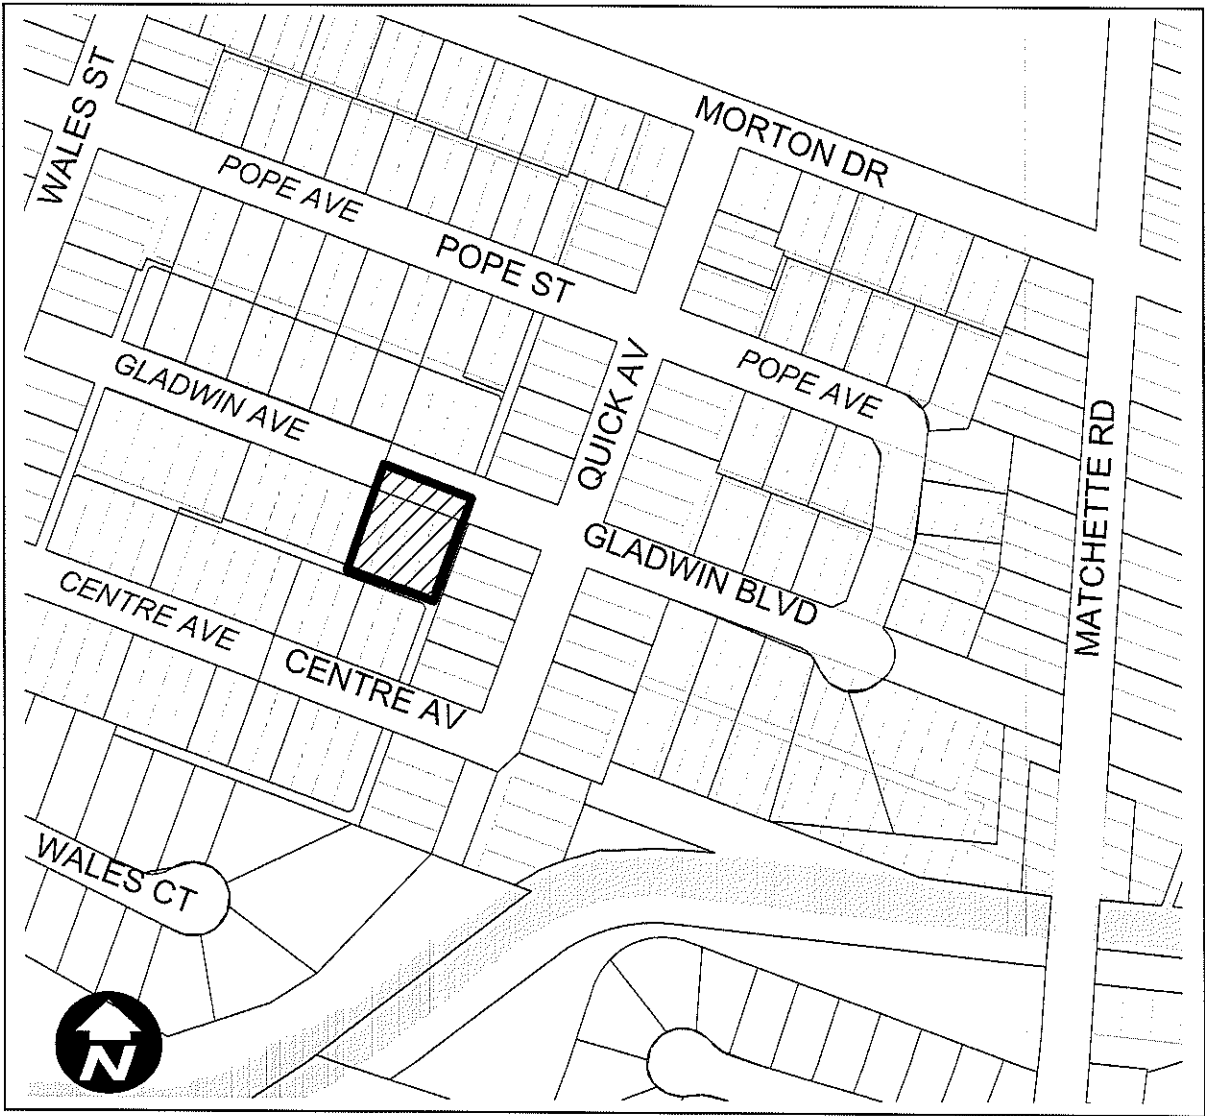 MORTON DR
WALES ST
POPE AVE
POPE ST
POPE AVE
GLADWIN AVE
QUICK AV
MATCHETTE RD
GLADWIN BLVD
CENTRE AVE
CENTRE AV
WALES CT
N